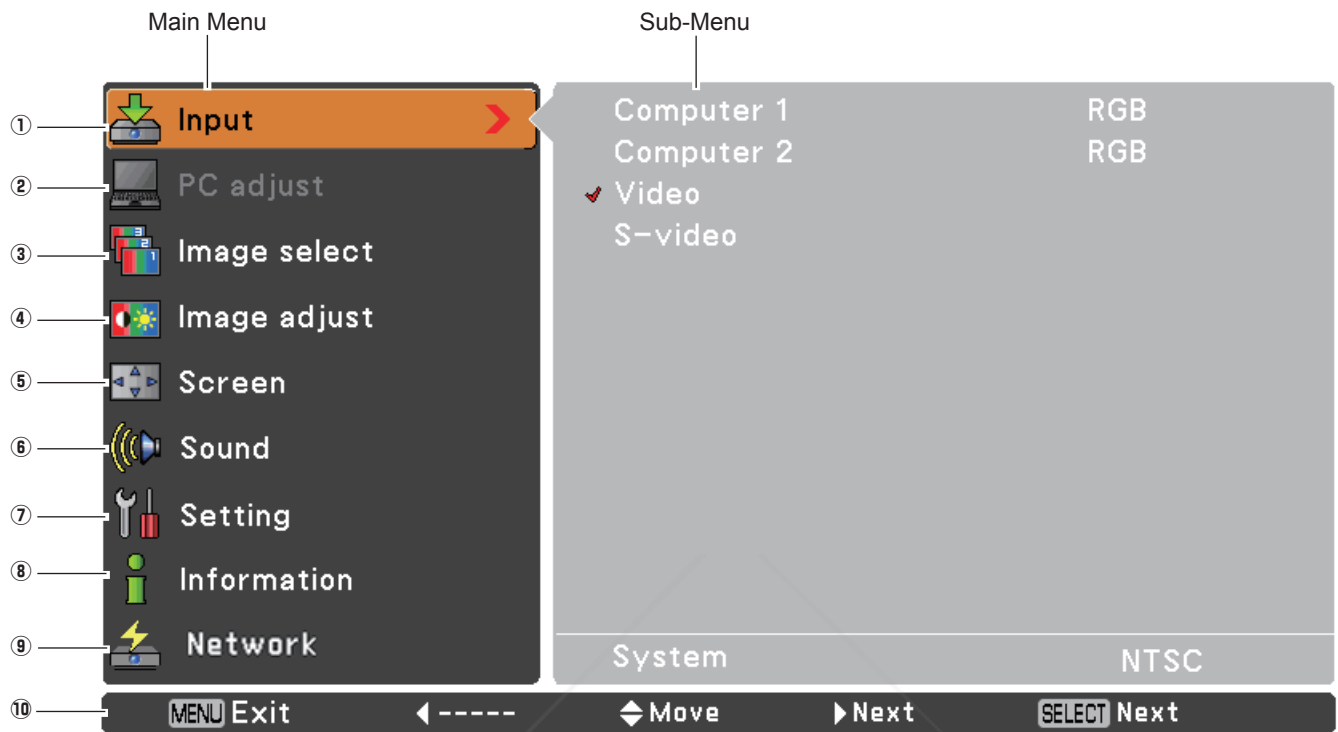 Main Menu Sub-Menu
① Input Computer 1 RGB
Computer 2 RGB
② PC adjust Video
S-video
③ Image select
④ Image adjust
⑤ Screen
⑥ Sound
⑦ Setting
⑧ Information
⑨ Network System NTSC
⑩ MENU Exit ----- Move Next SELECT Next